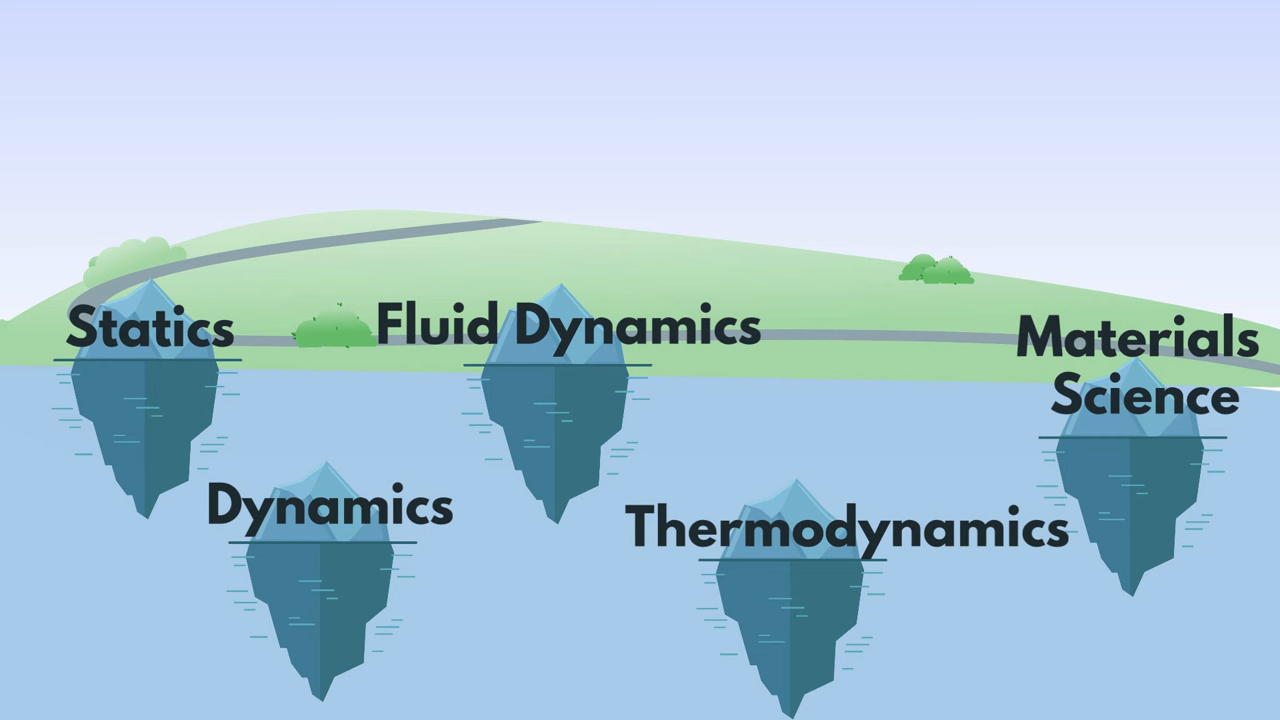 Statics
Fluid Dynamics
Materials
Science
Dynamics
Thermodynamics